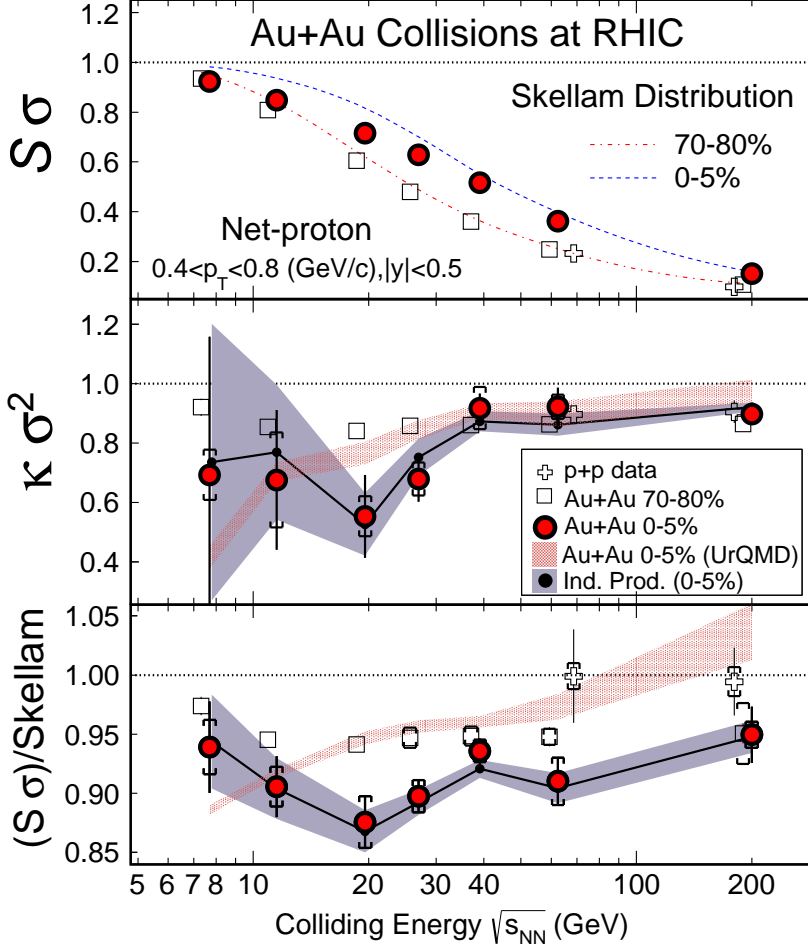 Au+Au Collisions at RHIC
S σ
1.2
1.0
0.8
0.6
0.4
0.2
Skellam Distribution
70-80%
0-5%
Net-proton
0.4<p_T<0.8 (GeV/c),|y|<0.5
κ σ²
1.2
1.0
0.8
0.6
0.4
p+p data
Au+Au 70-80%
Au+Au 0-5%
Au+Au 0-5% (UrQMD)
Ind. Prod. (0-5%)
(S σ)/Skellam
1.05
1.00
0.95
0.90
0.85
5 6 7 8 10 20 30 40 100 200
Colliding Energy √s_NN (GeV)